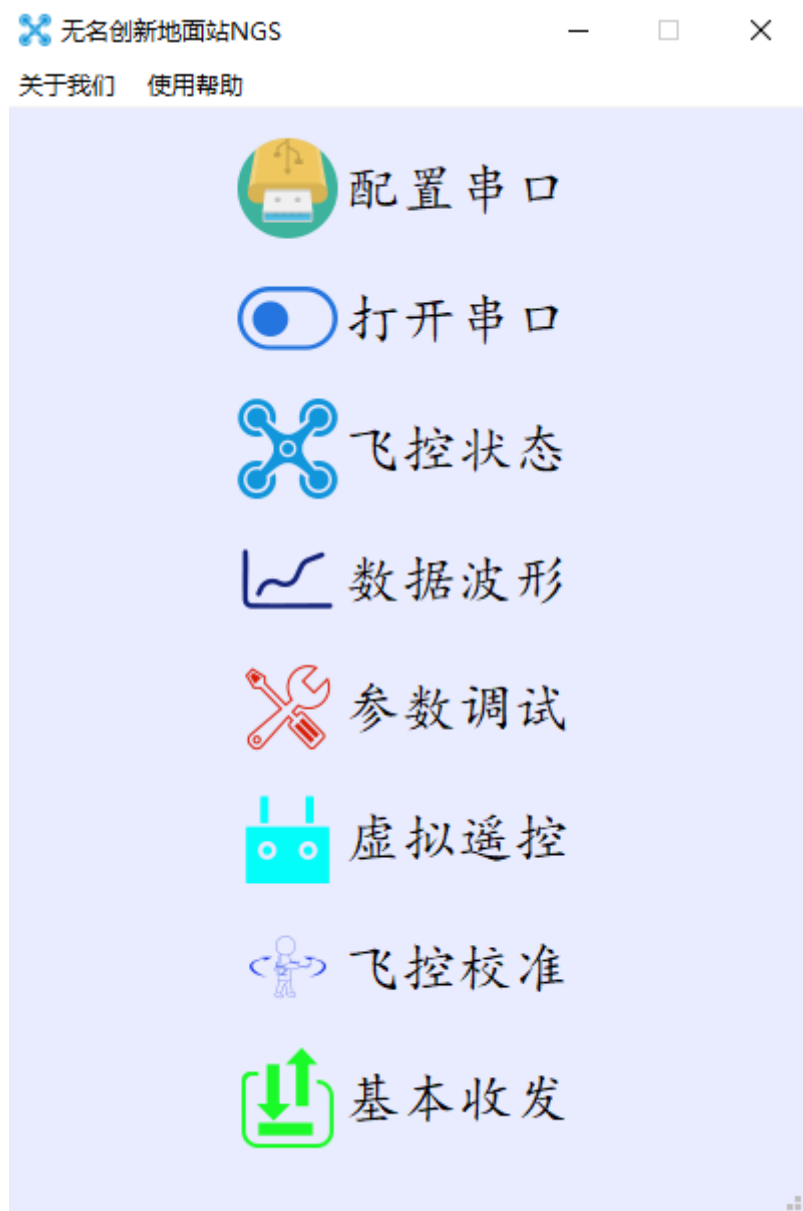 无名创新地面站NGS
关于我们 使用帮助
配置串口
打开串口
飞控状态
数据波形
参数调试
虚拟遥控
飞控校准
基本收发